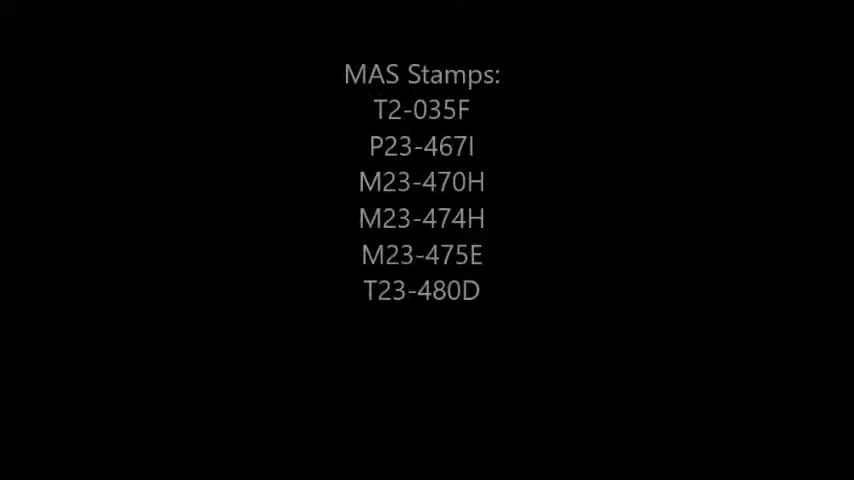 MAS Stamps:
T2-035F
P23-467I
M23-470H
M23-474H
M23-475E
T23-480D